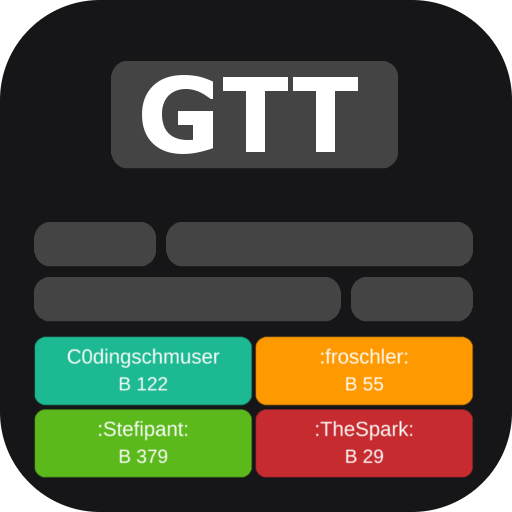 GTT
C0dingschmuser
B 122
:froschler:
B 55
:Stefipant:
B 379
:TheSpark:
B 29